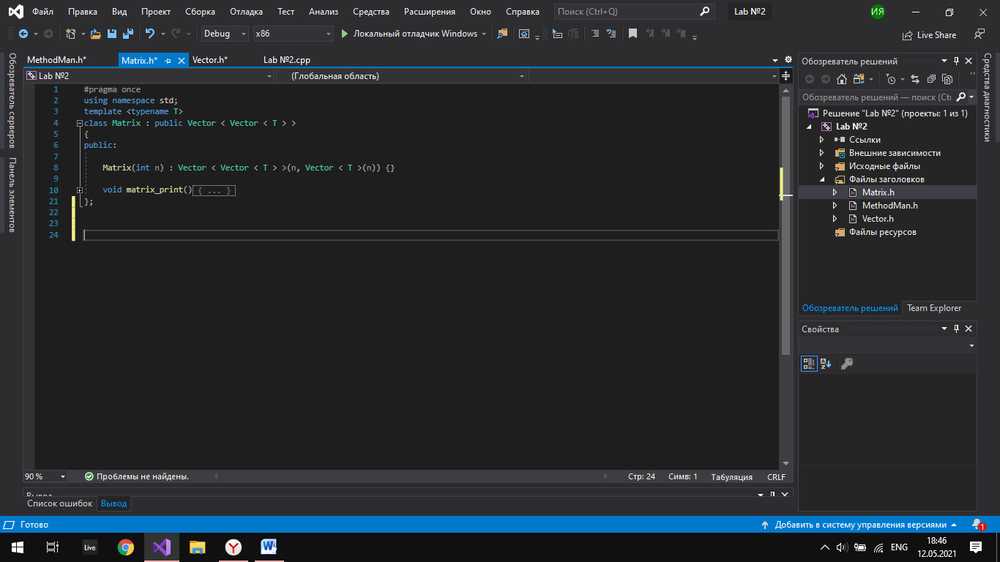 Файл Правка Вид Проект Сборка Отладка Тест Анализ Средства Расширения Окно Справка Поиск (Ctrl+Q) Lab №2 ИЯ
Debug x86 Локальный отладчик Windows Live Share
Обозреватель серверов
Панель элементов
MethodMan.h* Matrix.h* Vector.h* Lab №2.cpp
Lab №2 (Глобальная область)
1 #pragma once
2 using namespace std;
3 template <typename T>
4 class Matrix : public Vector < Vector < T > >
5 {
6 public:
7
8 Matrix(int n) : Vector < Vector < T > >(n, Vector < T >(n)) {}
9
10 void matrix_print() { ... }
21 };
22
23
24
90 % Проблемы не найдены. Стр: 24 Симв: 1 Табуляция CRLF
Вывод
Список ошибок Вывод
Обозреватель решений
Обозреватель решений — поиск (Ctr
Решение "Lab №2" (проекты: 1 из 1)
Lab №2
Ссылки
Внешние зависимости
Исходные файлы
Файлы заголовков
Matrix.h
MethodMan.h
Vector.h
Файлы ресурсов
Обозреватель решений Team Explorer
Свойства
Средства диагностики
Готово Добавить в систему управления версиями 1
Live ENG 18:46
12.05.2021